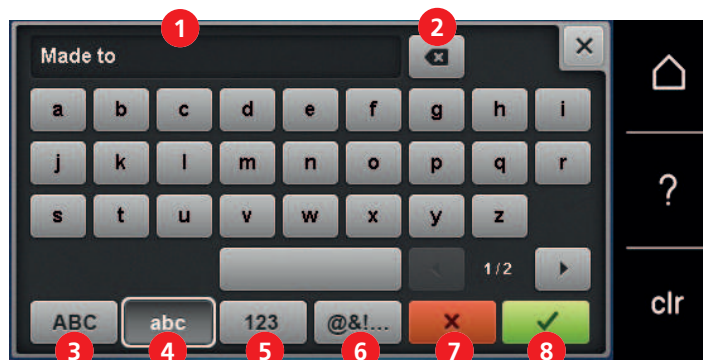 1 2
Made to
a b c d e f g h i
j k l m n o p q r
? 
s t u v w x y z
1/2
ABC abc 123 @&!... clr
3 4 5 6 7 8